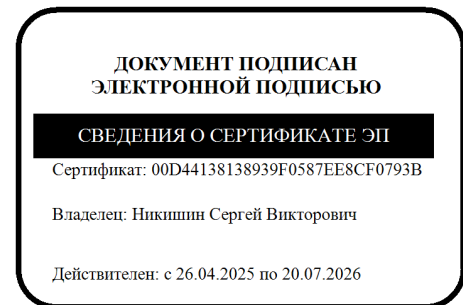 ДОКУМЕНТ ПОДПИСАН
ЭЛЕКТРОННОЙ ПОДПИСЬЮ
СВЕДЕНИЯ О СЕРТИФИКАТЕ ЭП
Сертификат: 00D44138138939F0587EE8CF0793B
Владелец: Никишин Сергей Викторович
Действителен: с 26.04.2025 по 20.07.2026